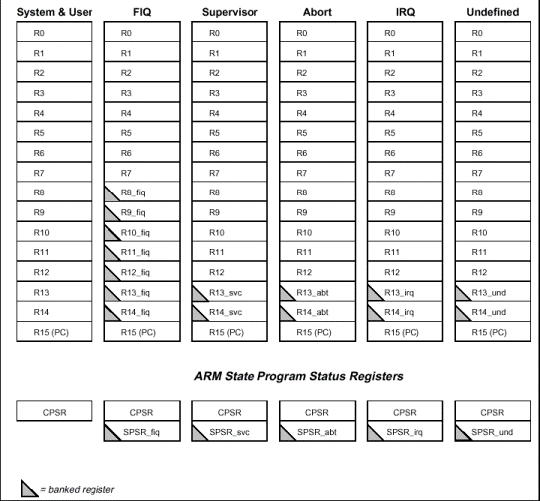 System & User FIQ Supervisor Abort IRQ Undefined
R0 R0 R0 R0 R0 R0
R1 R1 R1 R1 R1 R1
R2 R2 R2 R2 R2 R2
R3 R3 R3 R3 R3 R3
R4 R4 R4 R4 R4 R4
R5 R5 R5 R5 R5 R5
R6 R6 R6 R6 R6 R6
R7 R7 R7 R7 R7 R7
R8 R8_fiq R8 R8 R8 R8
R9 R9_fiq R9 R9 R9 R9
R10 R10_fiq R10 R10 R10 R10
R11 R11_fiq R11 R11 R11 R11
R12 R12_fiq R12 R12 R12 R12
R13 R13_fiq R13_svc R13_abt R13_irq R13_und
R14 R14_fiq R14_svc R14_abt R14_irq R14_und
R15 (PC) R15 (PC) R15 (PC) R15 (PC) R15 (PC) R15 (PC)
ARM State Program Status Registers
CPSR CPSR CPSR CPSR CPSR CPSR
SPSR_fiq SPSR_svc SPSR_abt SPSR_irq SPSR_und
= banked register